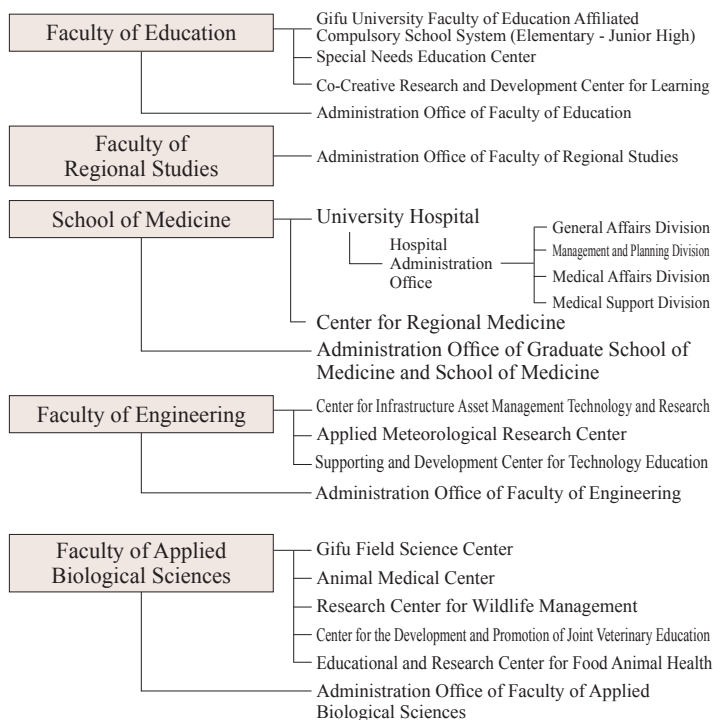 Faculty of Education
Gifu University Faculty of Education Affiliated
Compulsory School System (Elementary - Junior High)
Special Needs Education Center
Co-Creative Research and Development Center for Learning
Administration Office of Faculty of Education
Faculty of
Regional Studies
Administration Office of Faculty of Regional Studies
School of Medicine
University Hospital
Hospital
Administration
Office
General Affairs Division
Management and Planning Division
Medical Affairs Division
Medical Support Division
Center for Regional Medicine
Administration Office of Graduate School of
Medicine and School of Medicine
Faculty of Engineering
Center for Infrastructure Asset Management Technology and Research
Applied Meteorological Research Center
Supporting and Development Center for Technology Education
Administration Office of Faculty of Engineering
Faculty of Applied
Biological Sciences
Gifu Field Science Center
Animal Medical Center
Research Center for Wildlife Management
Center for the Development and Promotion of Joint Veterinary Education
Educational and Research Center for Food Animal Health
Administration Office of Faculty of Applied
Biological Sciences